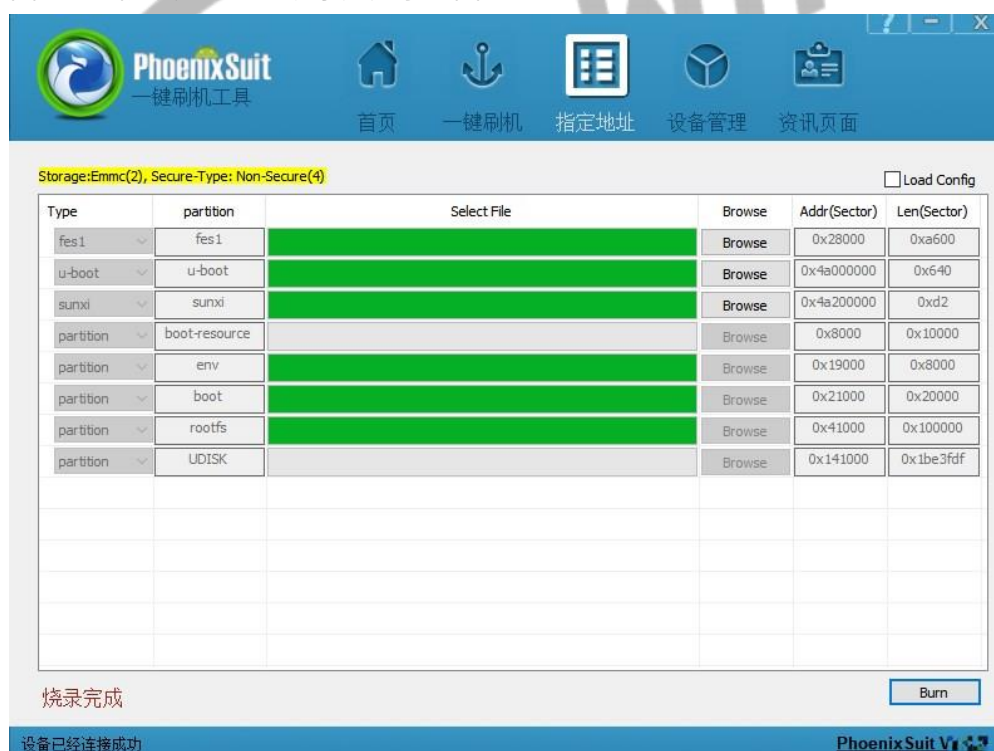 ? - X
PhoenixSuit
一键刷机工具
首页 一键刷机 指定地址 设备管理 资讯页面
Storage:Emmc(2), Secure-Type: Non-Secure(4)
Load Config
Type partition Select File Browse Addr(Sector) Len(Sector)
fes1 fes1 Browse 0x28000 0xa600
u-boot u-boot Browse 0x4a000000 0x640
sunxi sunxi Browse 0x4a200000 0xd2
partition boot-resource Browse 0x8000 0x10000
partition env Browse 0x19000 0x8000
partition boot Browse 0x21000 0x20000
partition rootfs Browse 0x41000 0x100000
partition UDISK Browse 0x141000 0x1be3fdf
烧录完成
Burn
设备已经连接成功
PhoenixSuit